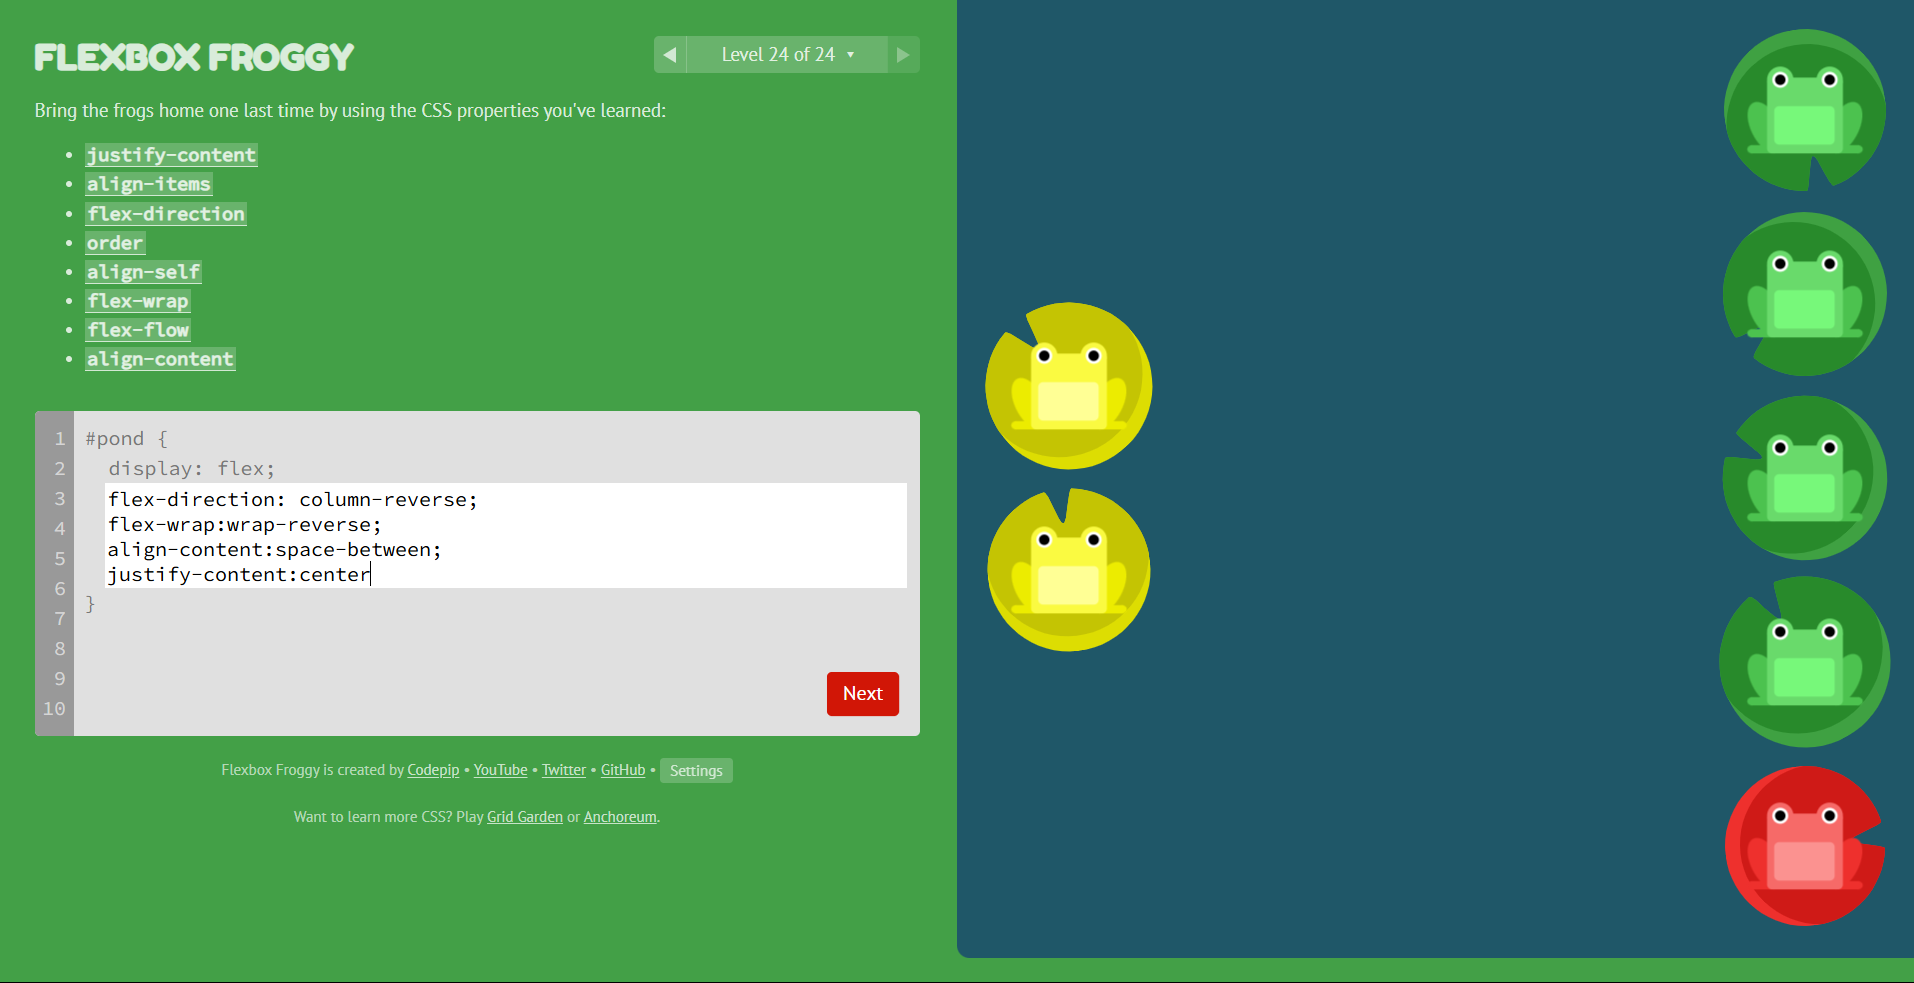 FLEXBOX FROGGY
◀ Level 24 of 24 ▼ ▶
Bring the frogs home one last time by using the CSS properties you've learned:
• justify-content
• align-items
• flex-direction
• order
• align-self
• flex-wrap
• flex-flow
• align-content
1 #pond {
2 display: flex;
3 flex-direction: column-reverse;
4 flex-wrap:wrap-reverse;
5 align-content:space-between;
6 justify-content:center
7 }
8
9
10
Next
Flexbox Froggy is created by Codepip • YouTube • Twitter • GitHub • Settings
Want to learn more CSS? Play Grid Garden or Anchoreum.